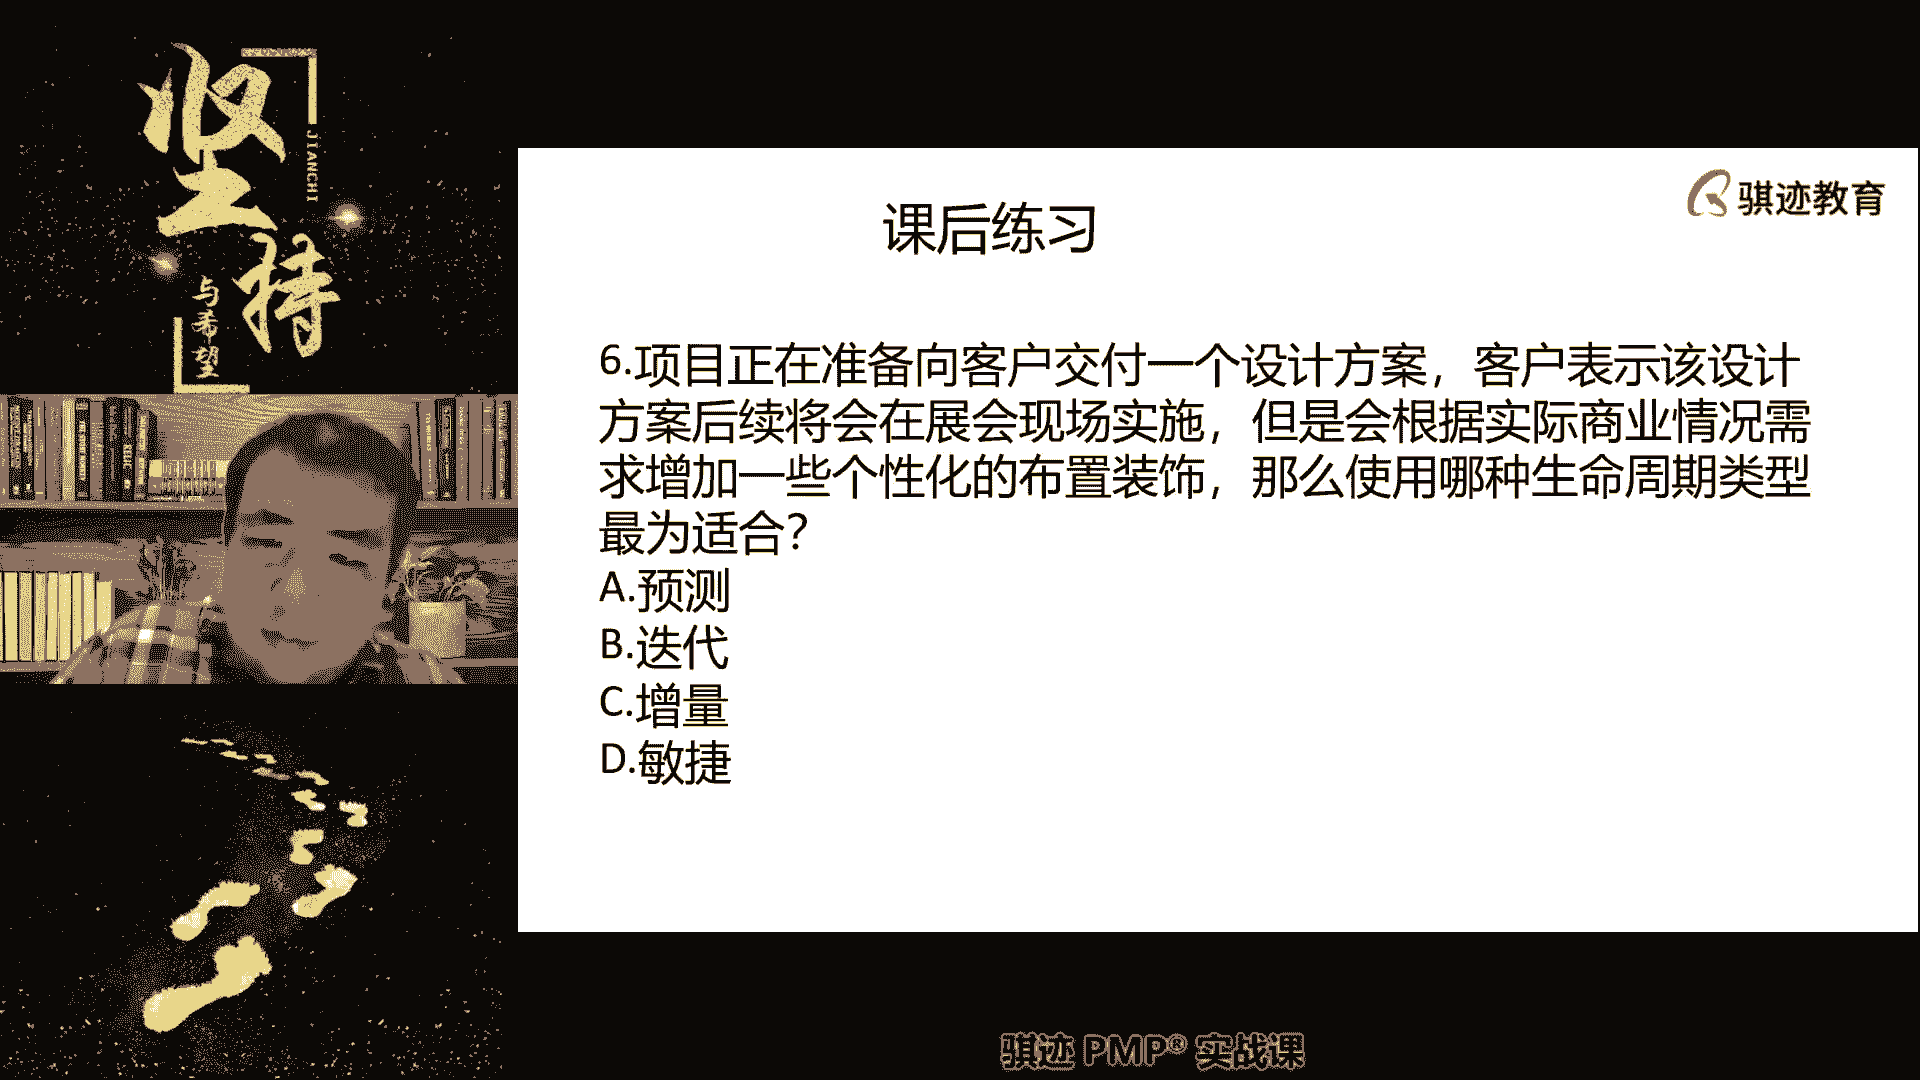 坚持
JIANCHI
与希望
骐迹教育
课后练习
6.项目正在准备向客户交付一个设计方案，客户表示该设计
方案后续将会在展会现场实施，但是会根据实际商业情况需
求增加一些个性化的布置装饰，那么使用哪种生命周期类型
最为适合？
A.预测
B.迭代
C.增量
D.敏捷
骐迹 PMP® 实战课